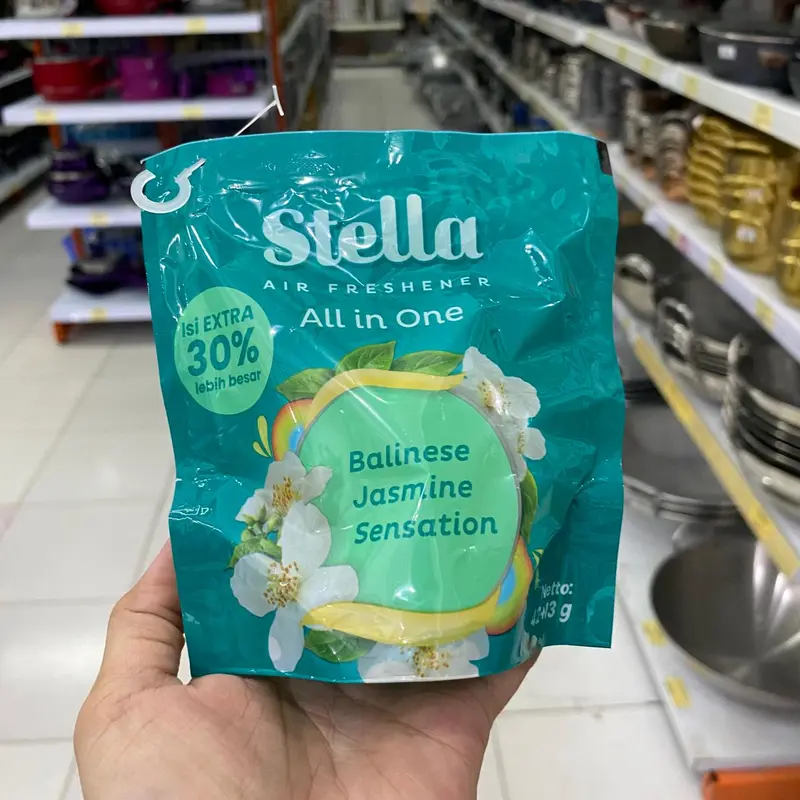 Stella
AIR FRESHENER
All in One
Isi EXTRA
30%
lebih besar
Balinese
Jasmine
Sensation
Netto: